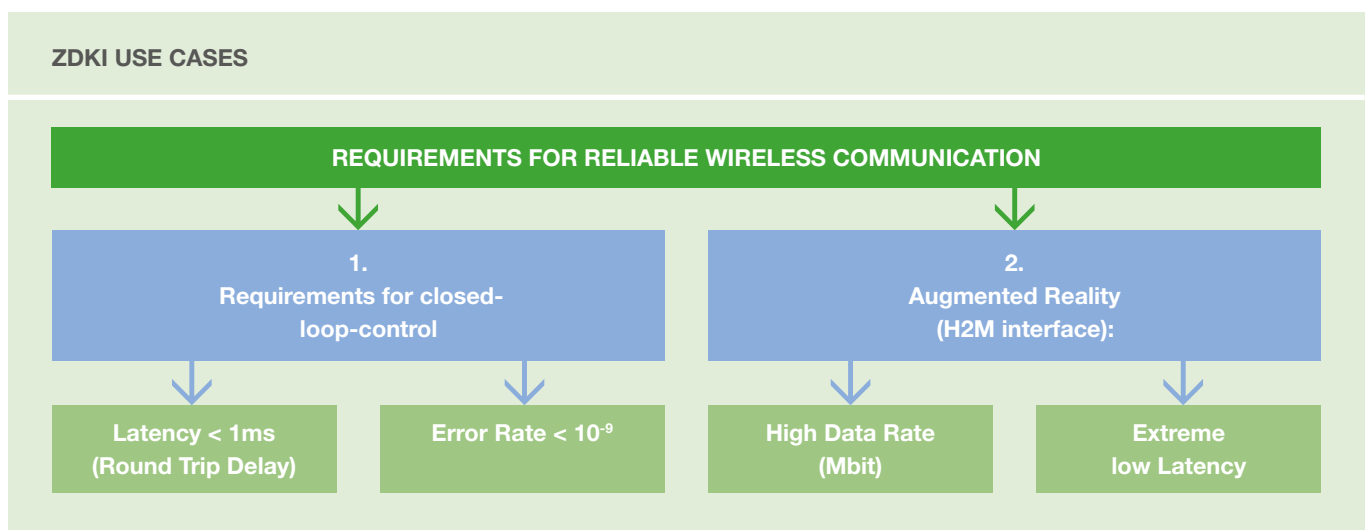 ZDKI USE CASES
REQUIREMENTS FOR RELIABLE WIRELESS COMMUNICATION
1.
Requirements for closed-
loop-control
2.
Augmented Reality
(H2M interface):
Latency < 1ms
(Round Trip Delay)
Error Rate < 10⁻⁹
High Data Rate
(Mbit)
Extreme
low Latency